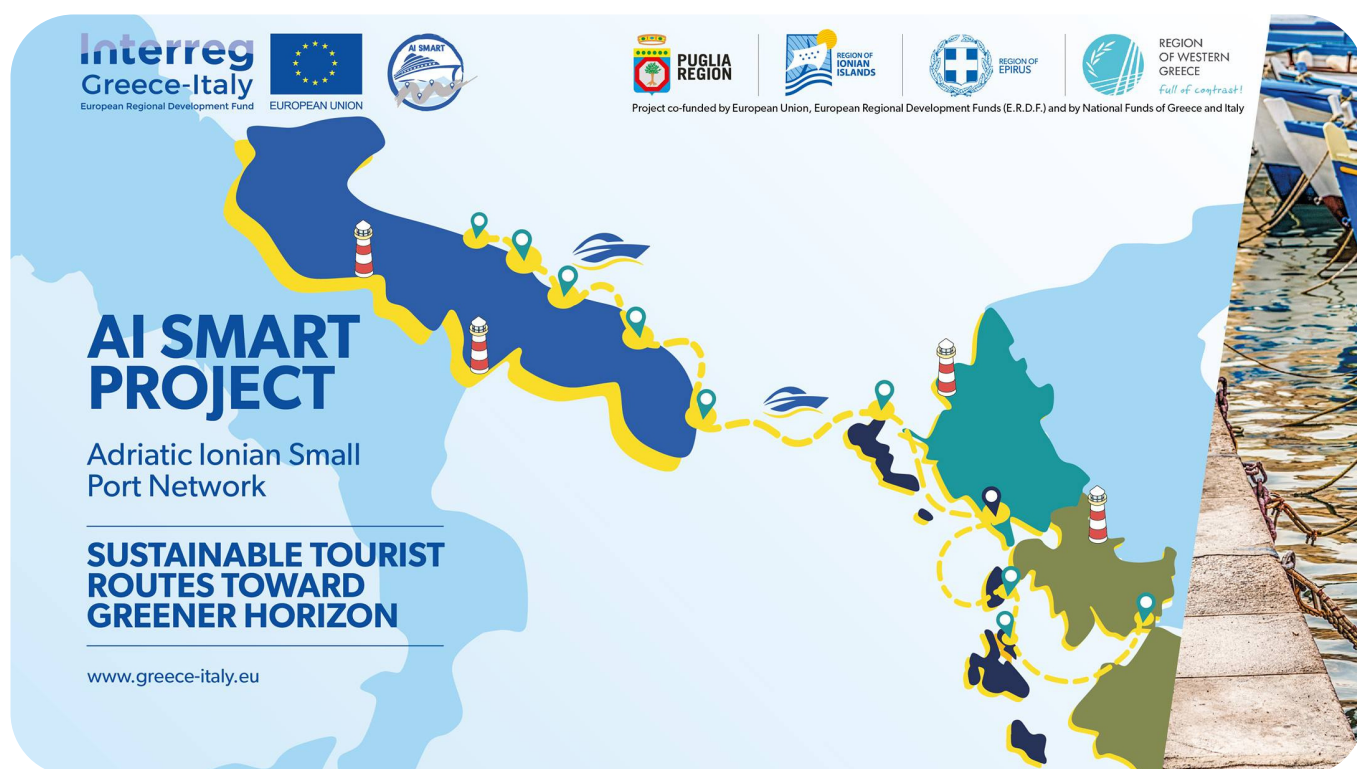 Interreg
Greece-Italy
European Regional Development Fund
EUROPEAN UNION
AI SMART
PUGLIA
REGION
REGION OF
IONIAN
ISLANDS
REGION OF
EPIRUS
REGION
OF WESTERN
GREECE
full of contrast!
Project co-funded by European Union, European Regional Development Funds (E.R.D.F.) and by National Funds of Greece and Italy
AI SMART
PROJECT
Adriatic Ionian Small
Port Network
SUSTAINABLE TOURIST
ROUTES TOWARD
GREENER HORIZON
www.greece-italy.eu